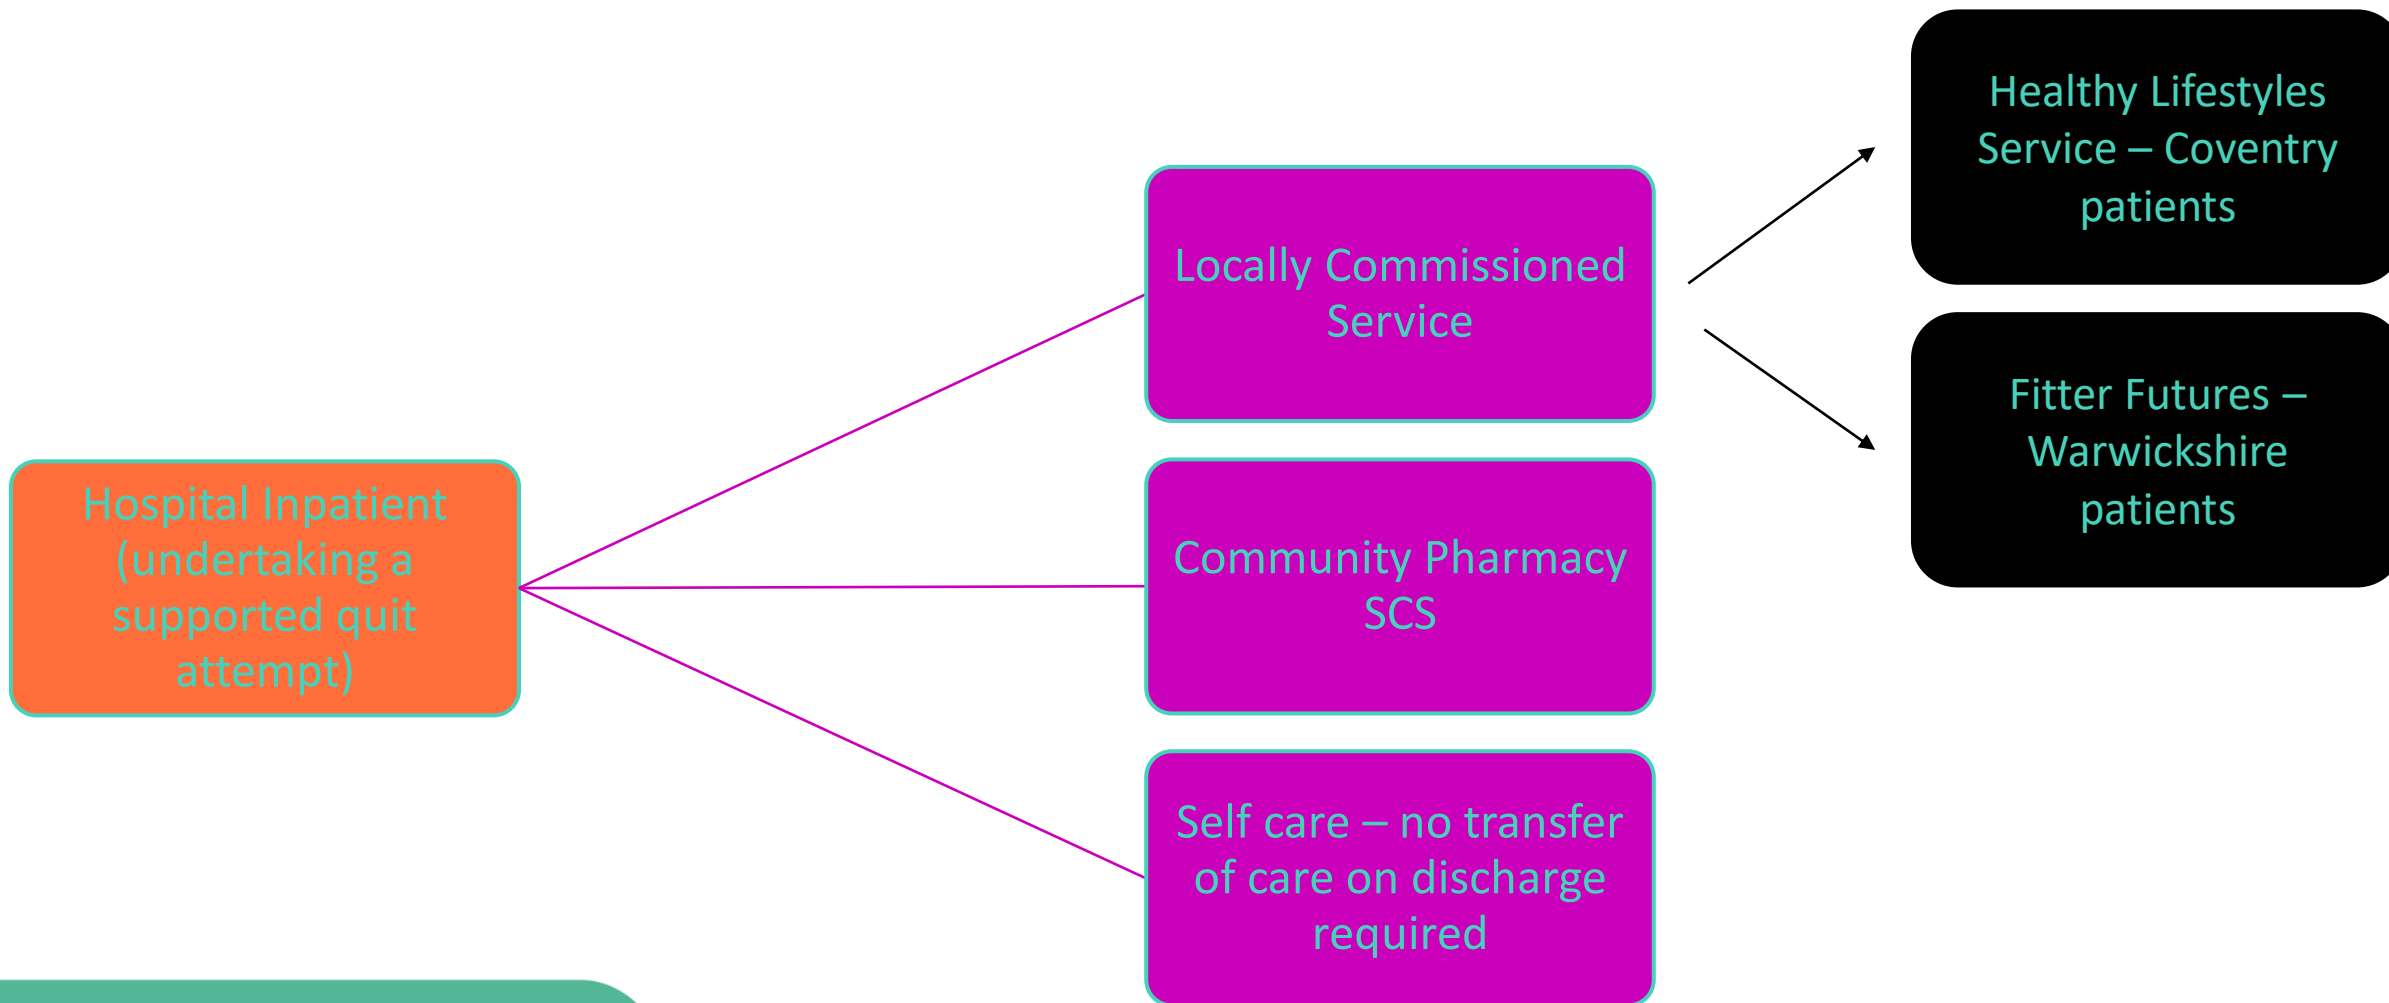 Hospital Inpatient
(undertaking a
supported quit
attempt)
Locally Commissioned
Service
Community Pharmacy
SCS
Self care – no transfer
of care on discharge
required
Healthy Lifestyles
Service – Coventry
patients
Fitter Futures –
Warwickshire
patients